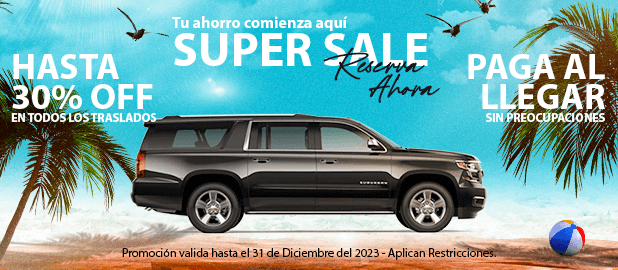 Tu ahorro comienza aquí
SUPER SALE
Reserva
Ahora
HASTA
30% OFF
EN TODOS LOS TRASLADOS
PAGA AL
LLEGAR
SIN PREOCUPACIONES
SUBURBAN
Promoción valida hasta el 31 de Diciembre del 2023 - Aplican Restricciones.